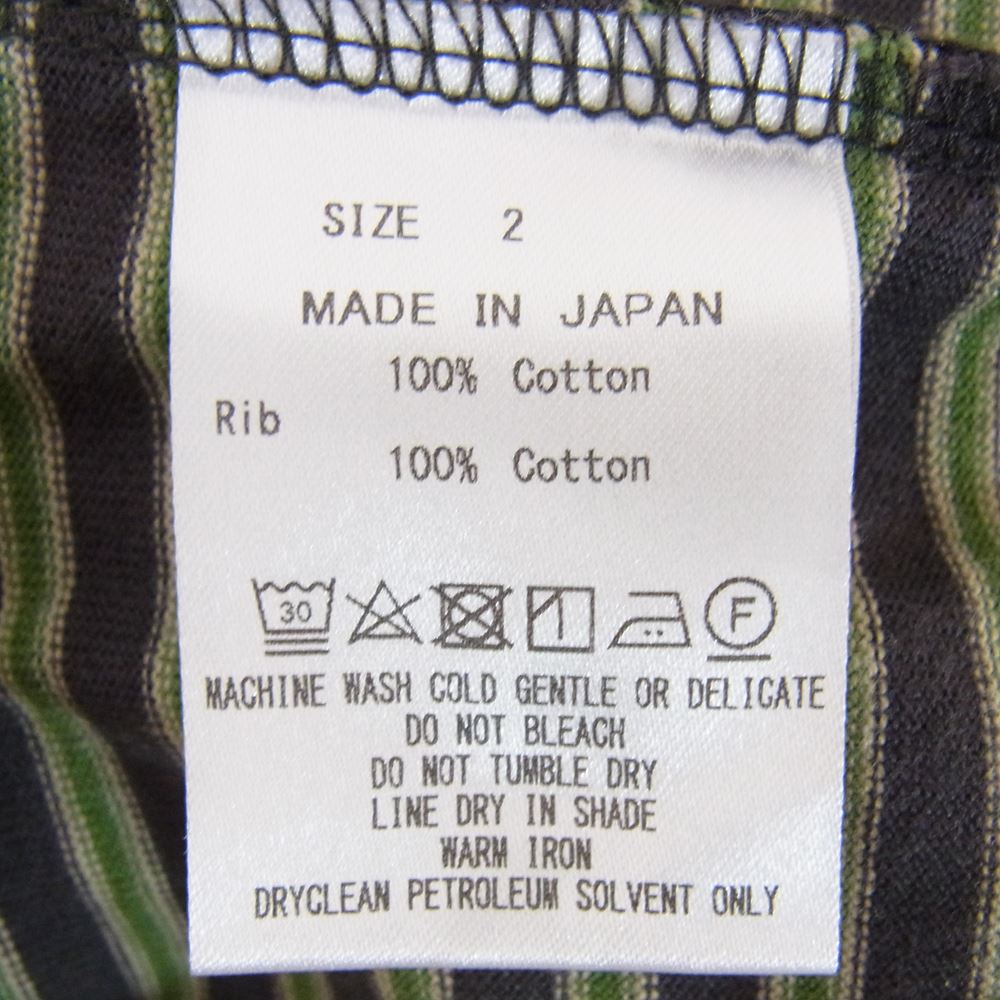 SIZE 2
MADE IN JAPAN
100% Cotton
Rib
100% Cotton
30
F
MACHINE WASH COLD GENTLE OR DELICATE
DO NOT BLEACH
DO NOT TUMBLE DRY
LINE DRY IN SHADE
WARM IRON
DRYCLEAN PETROLEUM SOLVENT ONLY